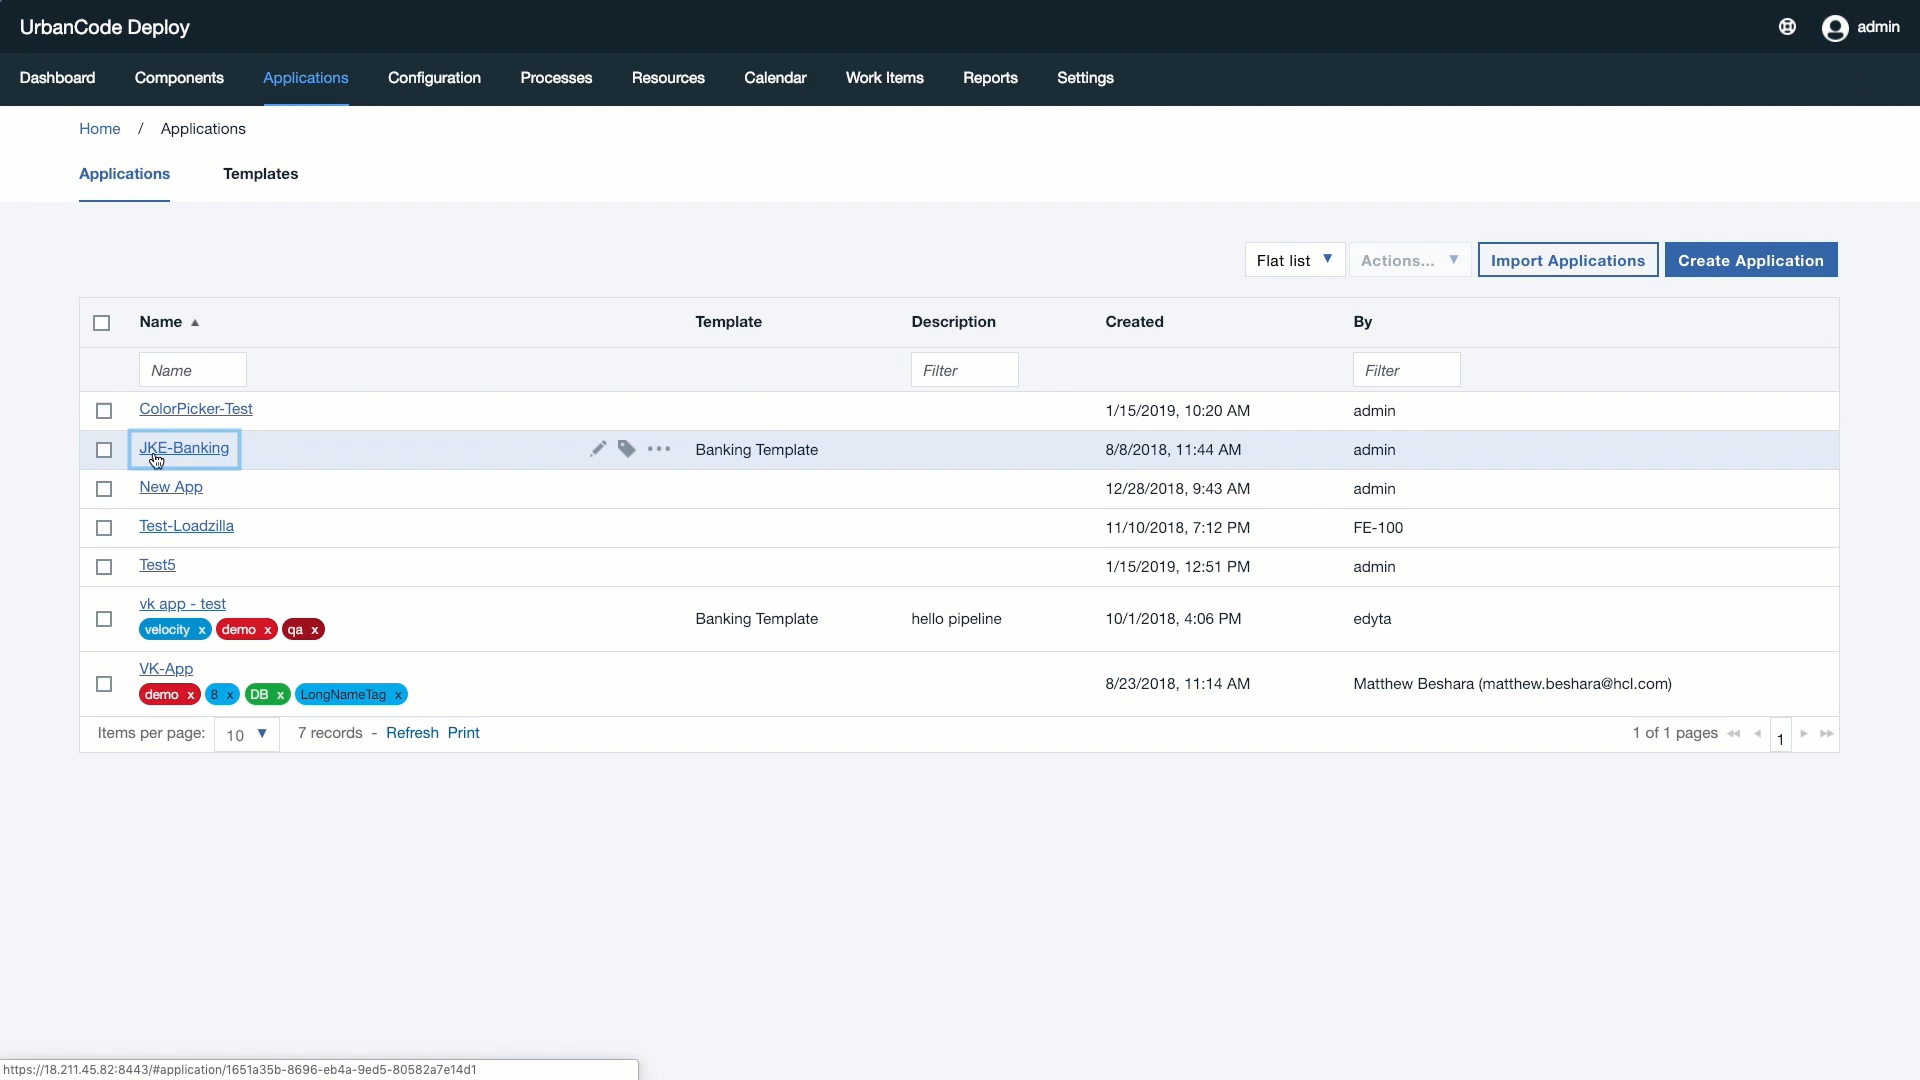 UrbanCode Deploy
admin
Dashboard Components Applications Configuration Processes Resources Calendar Work Items Reports Settings
Home / Applications
Applications Templates
Flat list Actions... Import Applications Create Application
Name Template Description Created By
Name Filter Filter
ColorPicker-Test 1/15/2019, 10:20 AM admin
JKE-Banking Banking Template 8/8/2018, 11:44 AM admin
New App 12/28/2018, 9:43 AM admin
Test-Loadzilla 11/10/2018, 7:12 PM FE-100
Test5 1/15/2019, 12:51 PM admin
vk app - test
velocity x demo x qa x Banking Template hello pipeline 10/1/2018, 4:06 PM edyta
VK-App
demo x 8 x DB x LongNameTag x 8/23/2018, 11:14 AM Matthew Beshara (matthew.beshara@hcl.com)
Items per page: 10 7 records - Refresh Print 1 of 1 pages 1
https://18.211.45.82:8443/#application/1651a35b-8696-eb4a-9ed5-80582a7e14d1